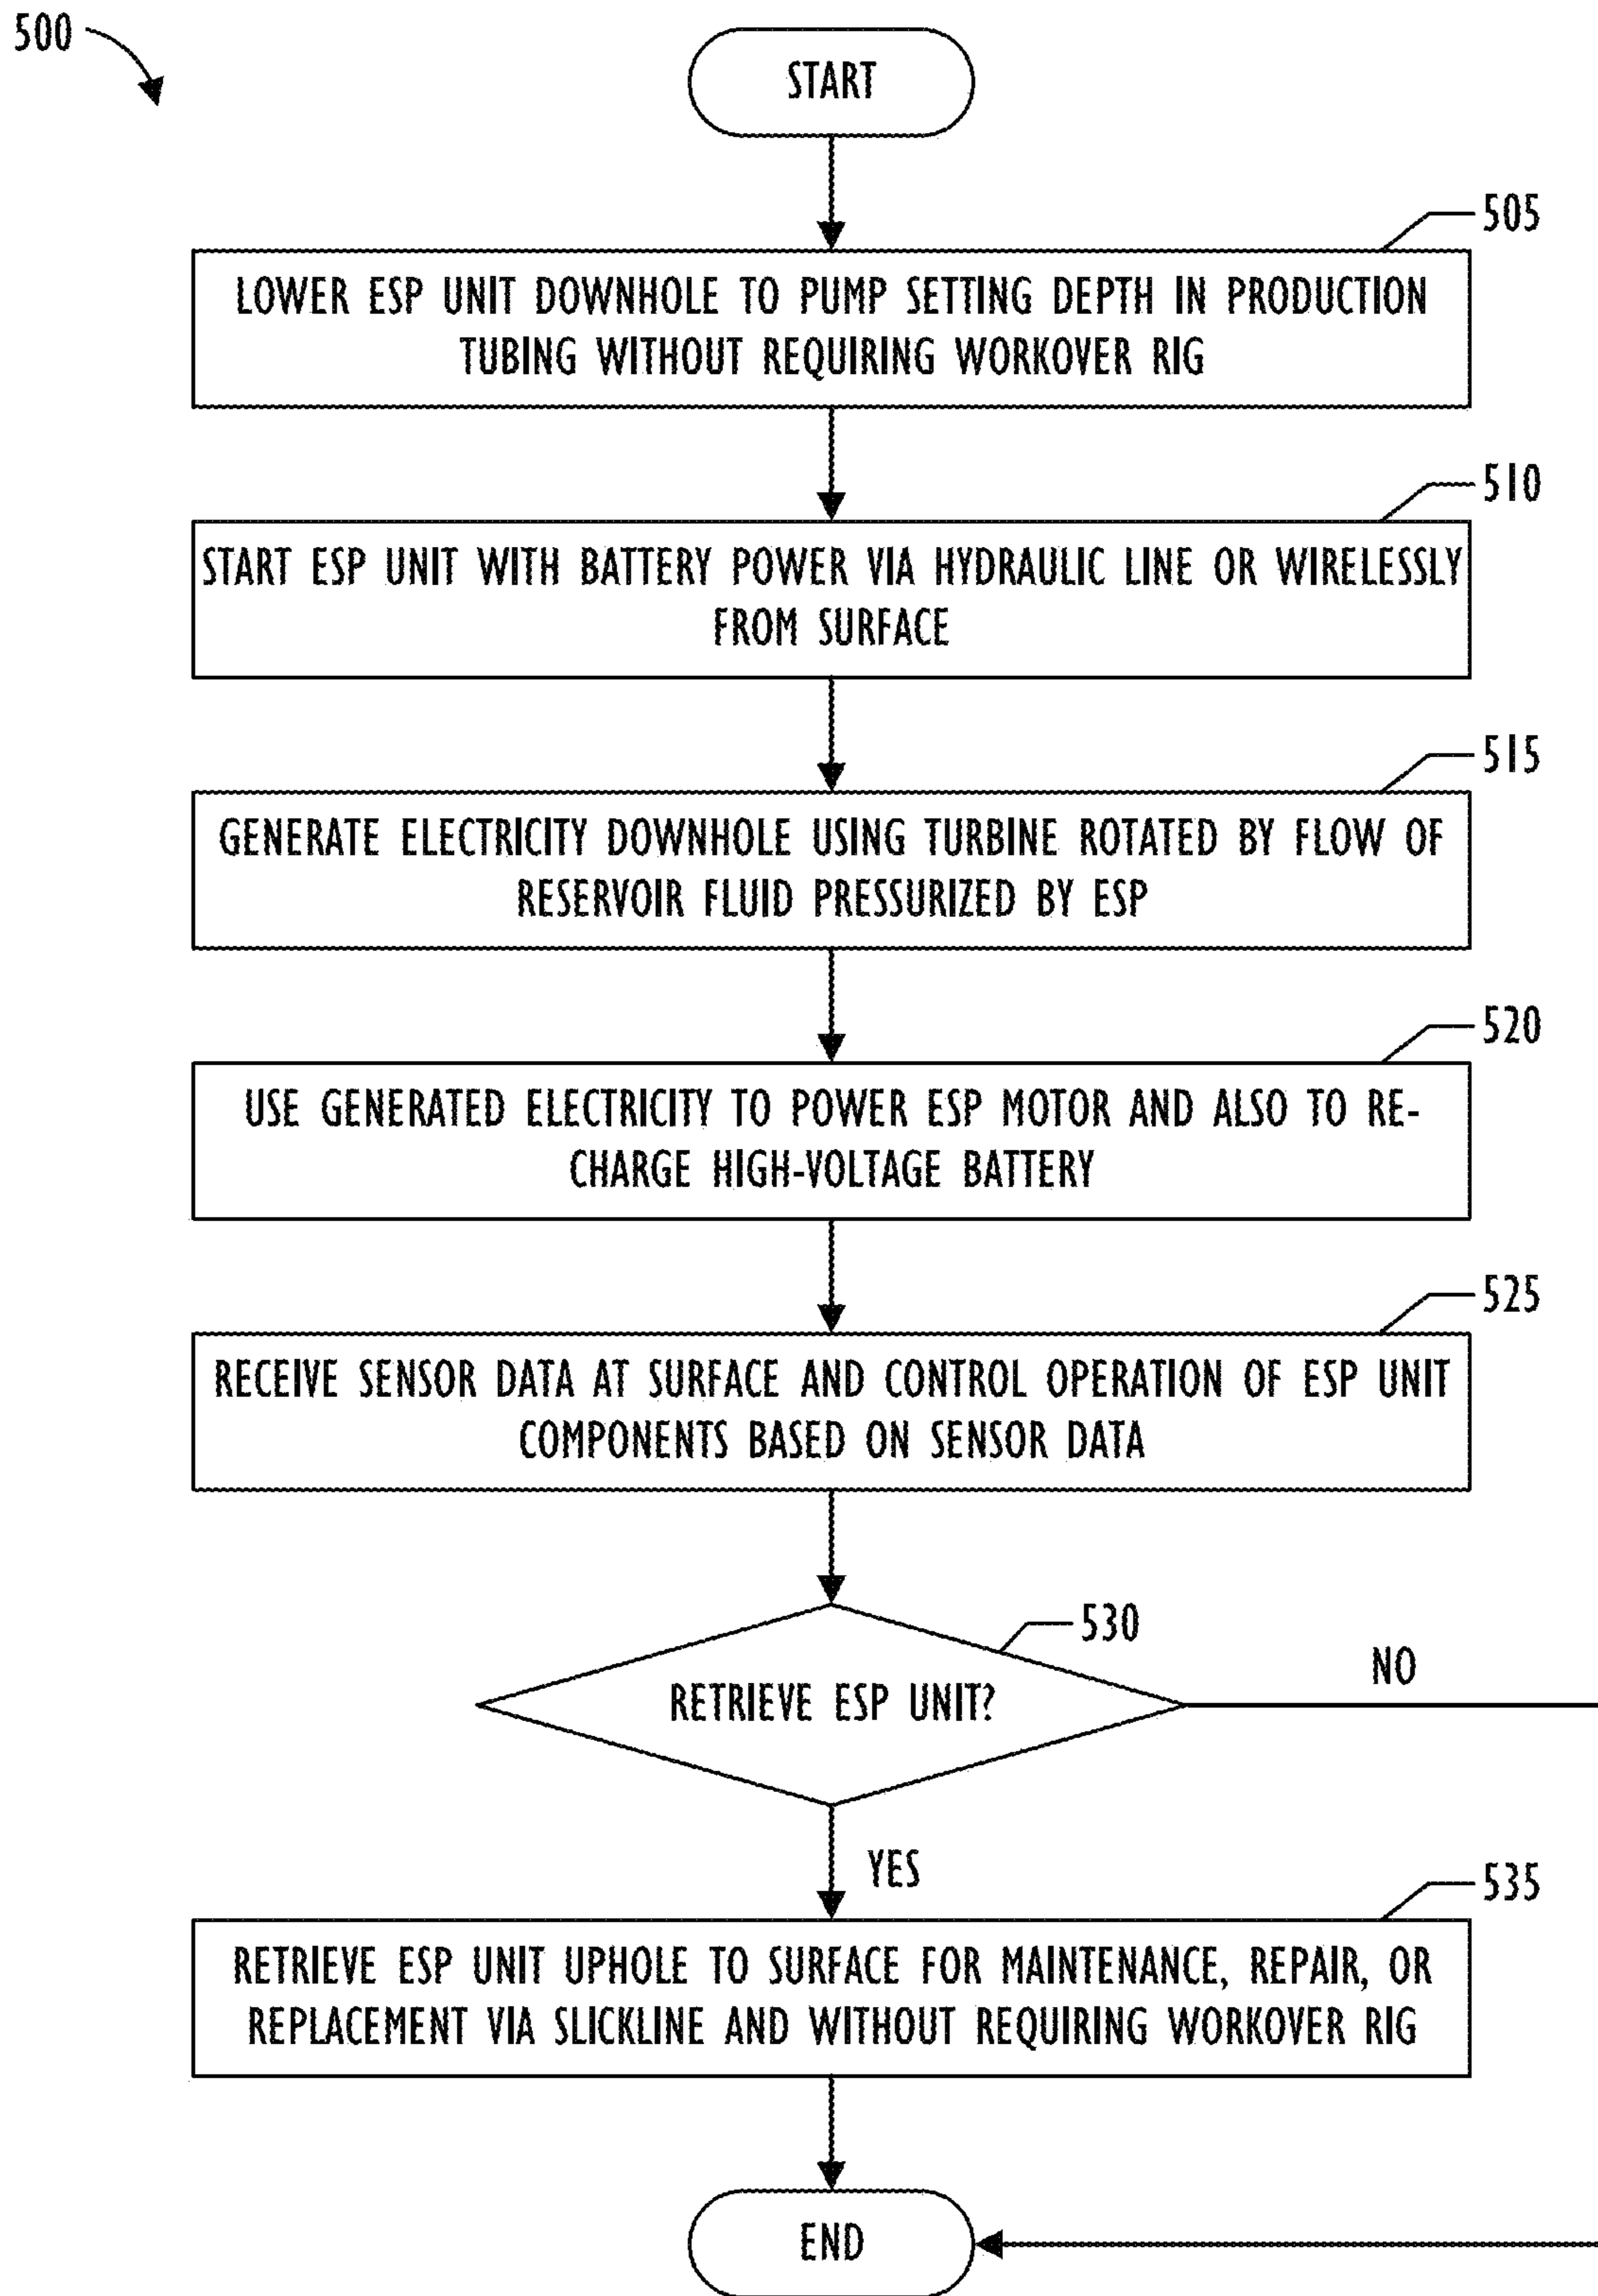 500
START
505
LOWER ESP UNIT DOWNHOLE TO PUMP SETTING DEPTH IN PRODUCTION
TUBING WITHOUT REQUIRING WORKOVER RIG
510
START ESP UNIT WITH BATTERY POWER VIA HYDRAULIC LINE OR WIRELESSLY
FROM SURFACE
515
GENERATE ELECTRICITY DOWNHOLE USING TURBINE ROTATED BY FLOW OF
RESERVOIR FLUID PRESSURIZED BY ESP
520
USE GENERATED ELECTRICITY TO POWER ESP MOTOR AND ALSO TO RE-
CHARGE HIGH-VOLTAGE BATTERY
525
RECEIVE SENSOR DATA AT SURFACE AND CONTROL OPERATION OF ESP UNIT
COMPONENTS BASED ON SENSOR DATA
530
NO
RETRIEVE ESP UNIT?
YES
535
RETRIEVE ESP UNIT UPHOLE TO SURFACE FOR MAINTENANCE, REPAIR, OR
REPLACEMENT VIA SLICKLINE AND WITHOUT REQUIRING WORKOVER RIG
END